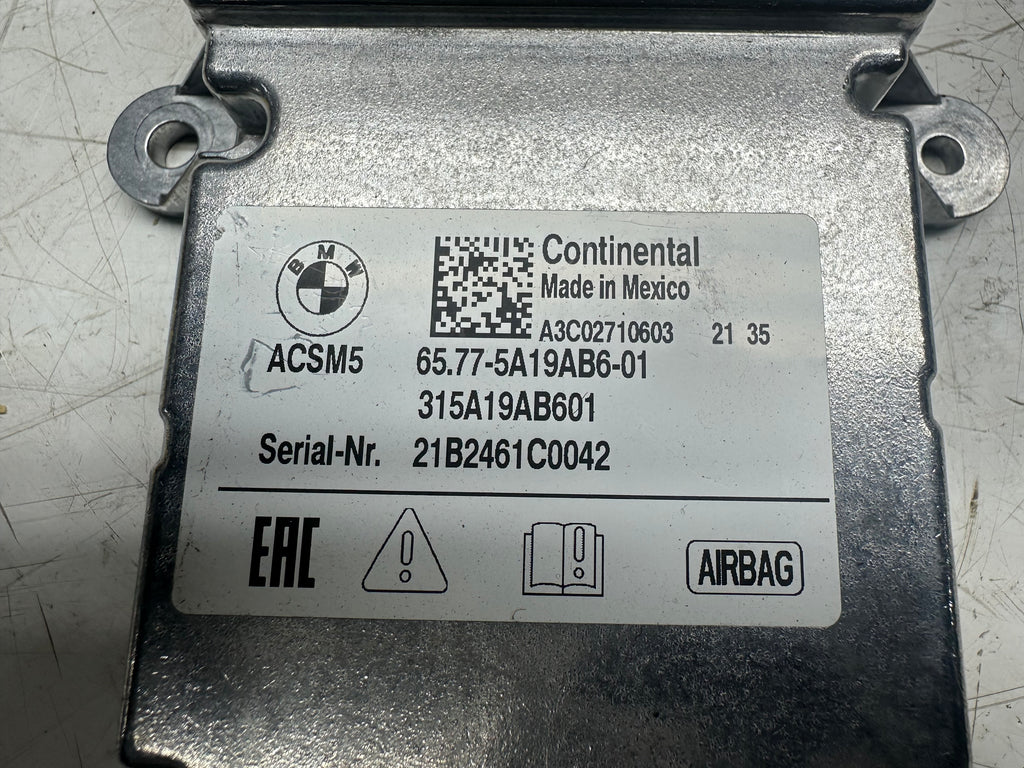 BMW
Continental
Made in Mexico
A3C02710603 21 35
ACSM5 65.77-5A19AB6-01
315A19AB601
Serial-Nr. 21B2461C0042
EAC
AIRBAG